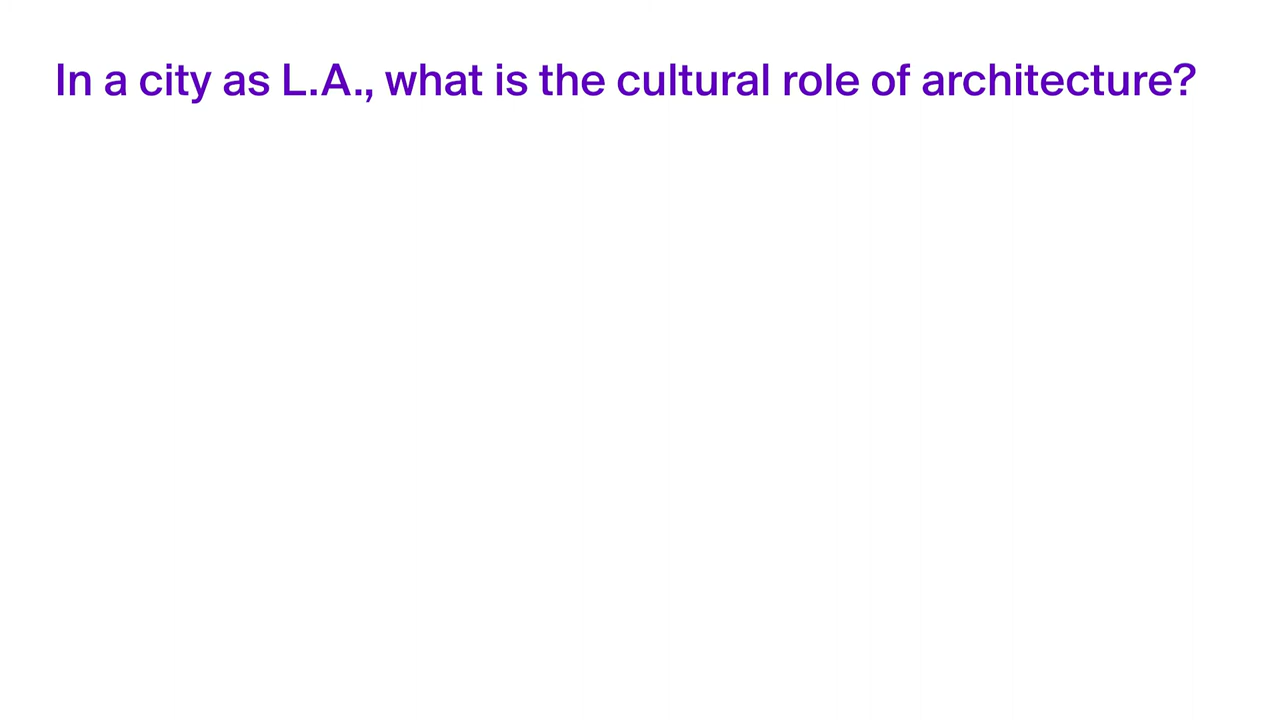 In a city as L.A., what is the cultural role of architecture?